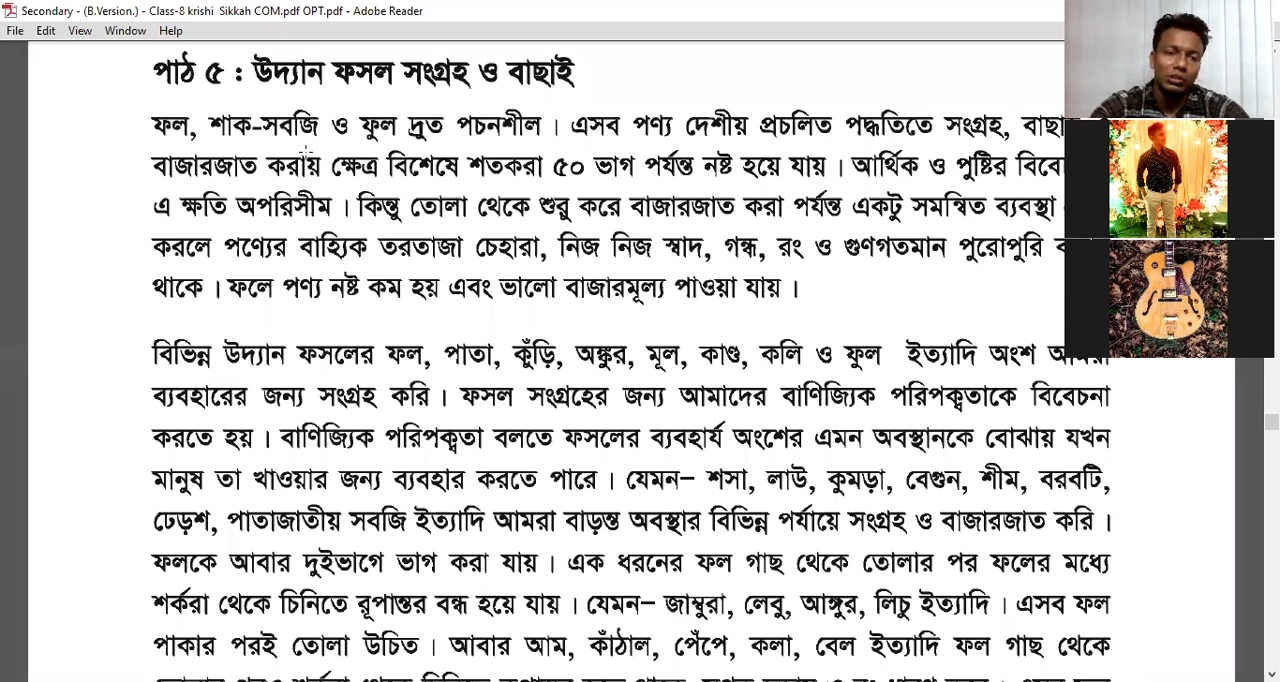 Secondary - (B.Version.) - Class-8 krishi Sikkah COM.pdf OPT.pdf - Adobe Reader
File Edit View Window Help
পাঠ ৫ : উদ্যান ফসল সংগ্রহ ও বাছাই
ফল, শাক-সবজি ও ফুল দ্রুত পচনশীল । এসব পণ্য দেশীয় প্রচলিত পদ্ধতিতে সংগ্রহ,
বাজারজাত করায় ক্ষেত্র বিশেষে শতকরা ৫০ ভাগ পর্যন্ত নষ্ট হয়ে যায় । আর্থিক ও পুষ্টির
এ ক্ষতি অপরিসীম । কিন্তু তোলা থেকে শুরু করে বাজারজাত করা পর্যন্ত একটু সমন্বিত ব্যবস্থা
করলে পণ্যের বাহ্যিক তরতাজা চেহারা, নিজ নিজ স্বাদ, গন্ধ, রং ও গুণগতমান পুরোপুরি
থাকে । ফলে পণ্য নষ্ট কম হয় এবং ভালো বাজারমূল্য পাওয়া যায় ।
বিভিন্ন উদ্যান ফসলের ফল, পাতা, কুঁড়ি, অঙ্কুর, মূল, কাণ্ড, কলি ও ফুল ইত্যাদি অংশ
ব্যবহারের জন্য সংগ্রহ করি । ফসল সংগ্রহের জন্য আমাদের বাণিজ্যিক পরিপক্বতাকে বিবেচনা
করতে হয় । বাণিজ্যিক পরিপক্বতা বলতে ফসলের ব্যবহার্য অংশের এমন অবস্থানকে বোঝায় যখন
মানুষ তা খাওয়ার জন্য ব্যবহার করতে পারে । যেমন– শসা, লাউ, কুমড়া, বেগুন, শীম, বরবটি,
ঢেড়শ, পাতাজাতীয় সবজি ইত্যাদি আমরা বাড়ন্ত অবস্থার বিভিন্ন পর্যায়ে সংগ্রহ ও বাজারজাত করি ।
ফলকে আবার দুইভাগে ভাগ করা যায় । এক ধরনের ফল গাছ থেকে তোলার পর ফলের মধ্যে
শর্করা থেকে চিনিতে রূপান্তর বন্ধ হয়ে যায় । যেমন– জাম্বুরা, লেবু, আঙ্গুর, লিচু ইত্যাদি । এসব ফল
পাকার পরই তোলা উচিত । আবার আম, কাঁঠাল, পেঁপে, কলা, বেল ইত্যাদি ফল গাছ থেকে